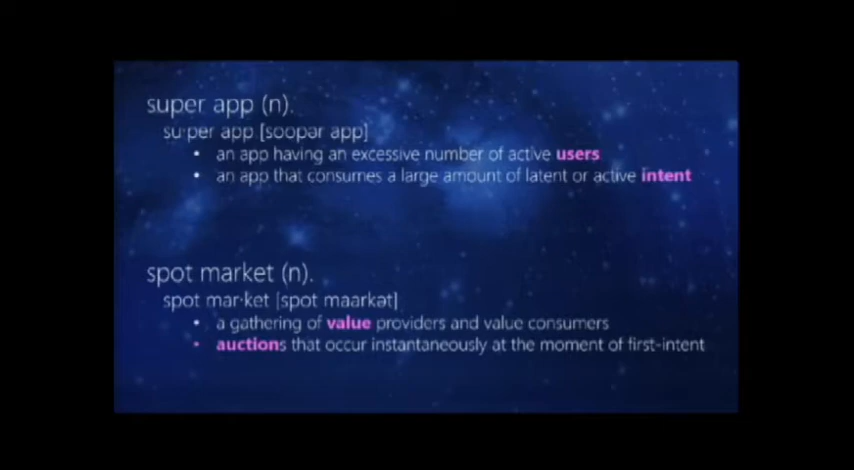 super app (n).
su·per app [soopər app]
• an app having an excessive number of active users
• an app that consumes a large amount of latent or active intent
spot market (n).
spot mar·ket [spot maarkət]
• a gathering of value providers and value consumers
• auctions that occur instantaneously at the moment of first-intent